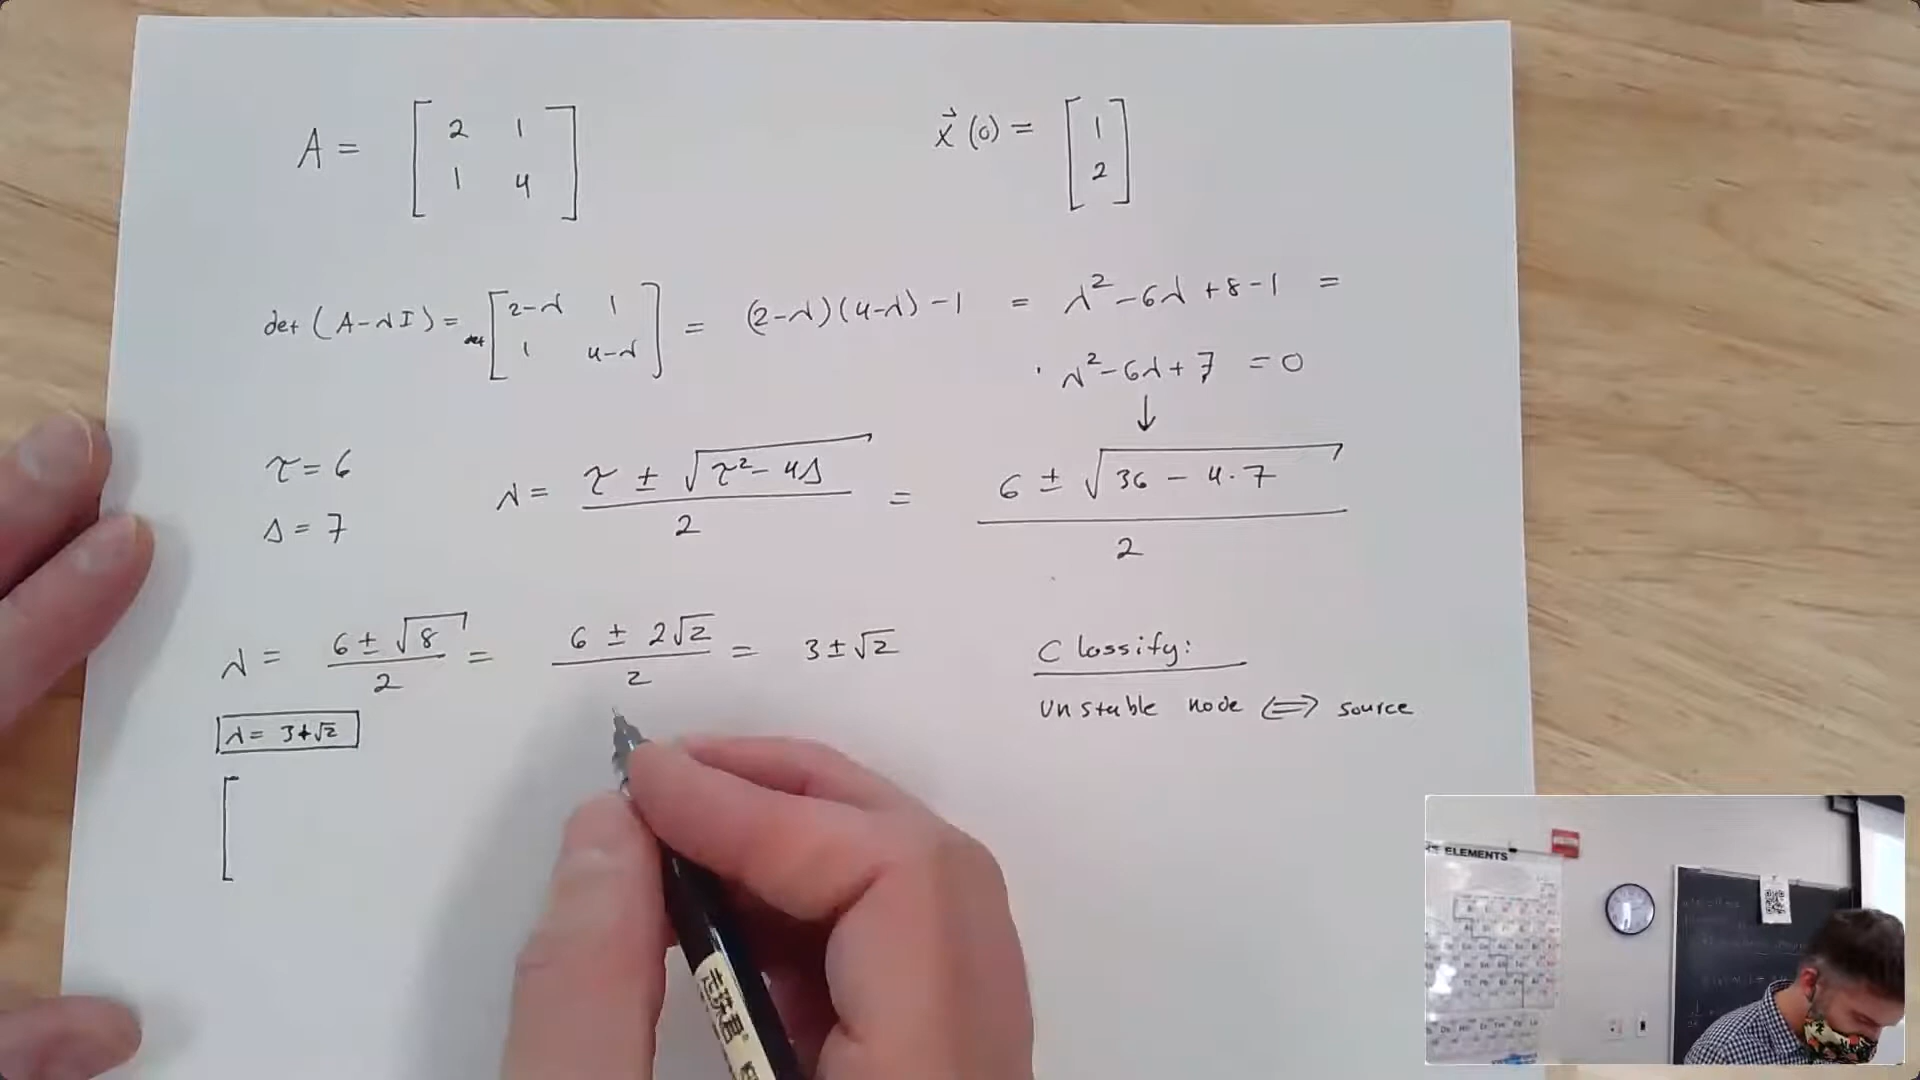 A = [ 2 1 ; 1 4 ]
x⃗(0) = [ 1 ; 2 ]
det(A-λI) = det [ 2-λ 1 ; 1 4-λ ] = (2-λ)(4-λ) -1 = λ² -6λ +8 -1 =
λ² -6λ + 7 = 0
↓
τ = 6
Δ = 7
λ = (τ ± √(τ² - 4Δ)) / 2 = (6 ± √(36 - 4·7)) / 2
λ = (6 ± √8) / 2 = (6 ± 2√2) / 2 = 3 ± √2
Classify:
Unstable node ⟺ source
λ = 3+√2
[
ELEMENTS